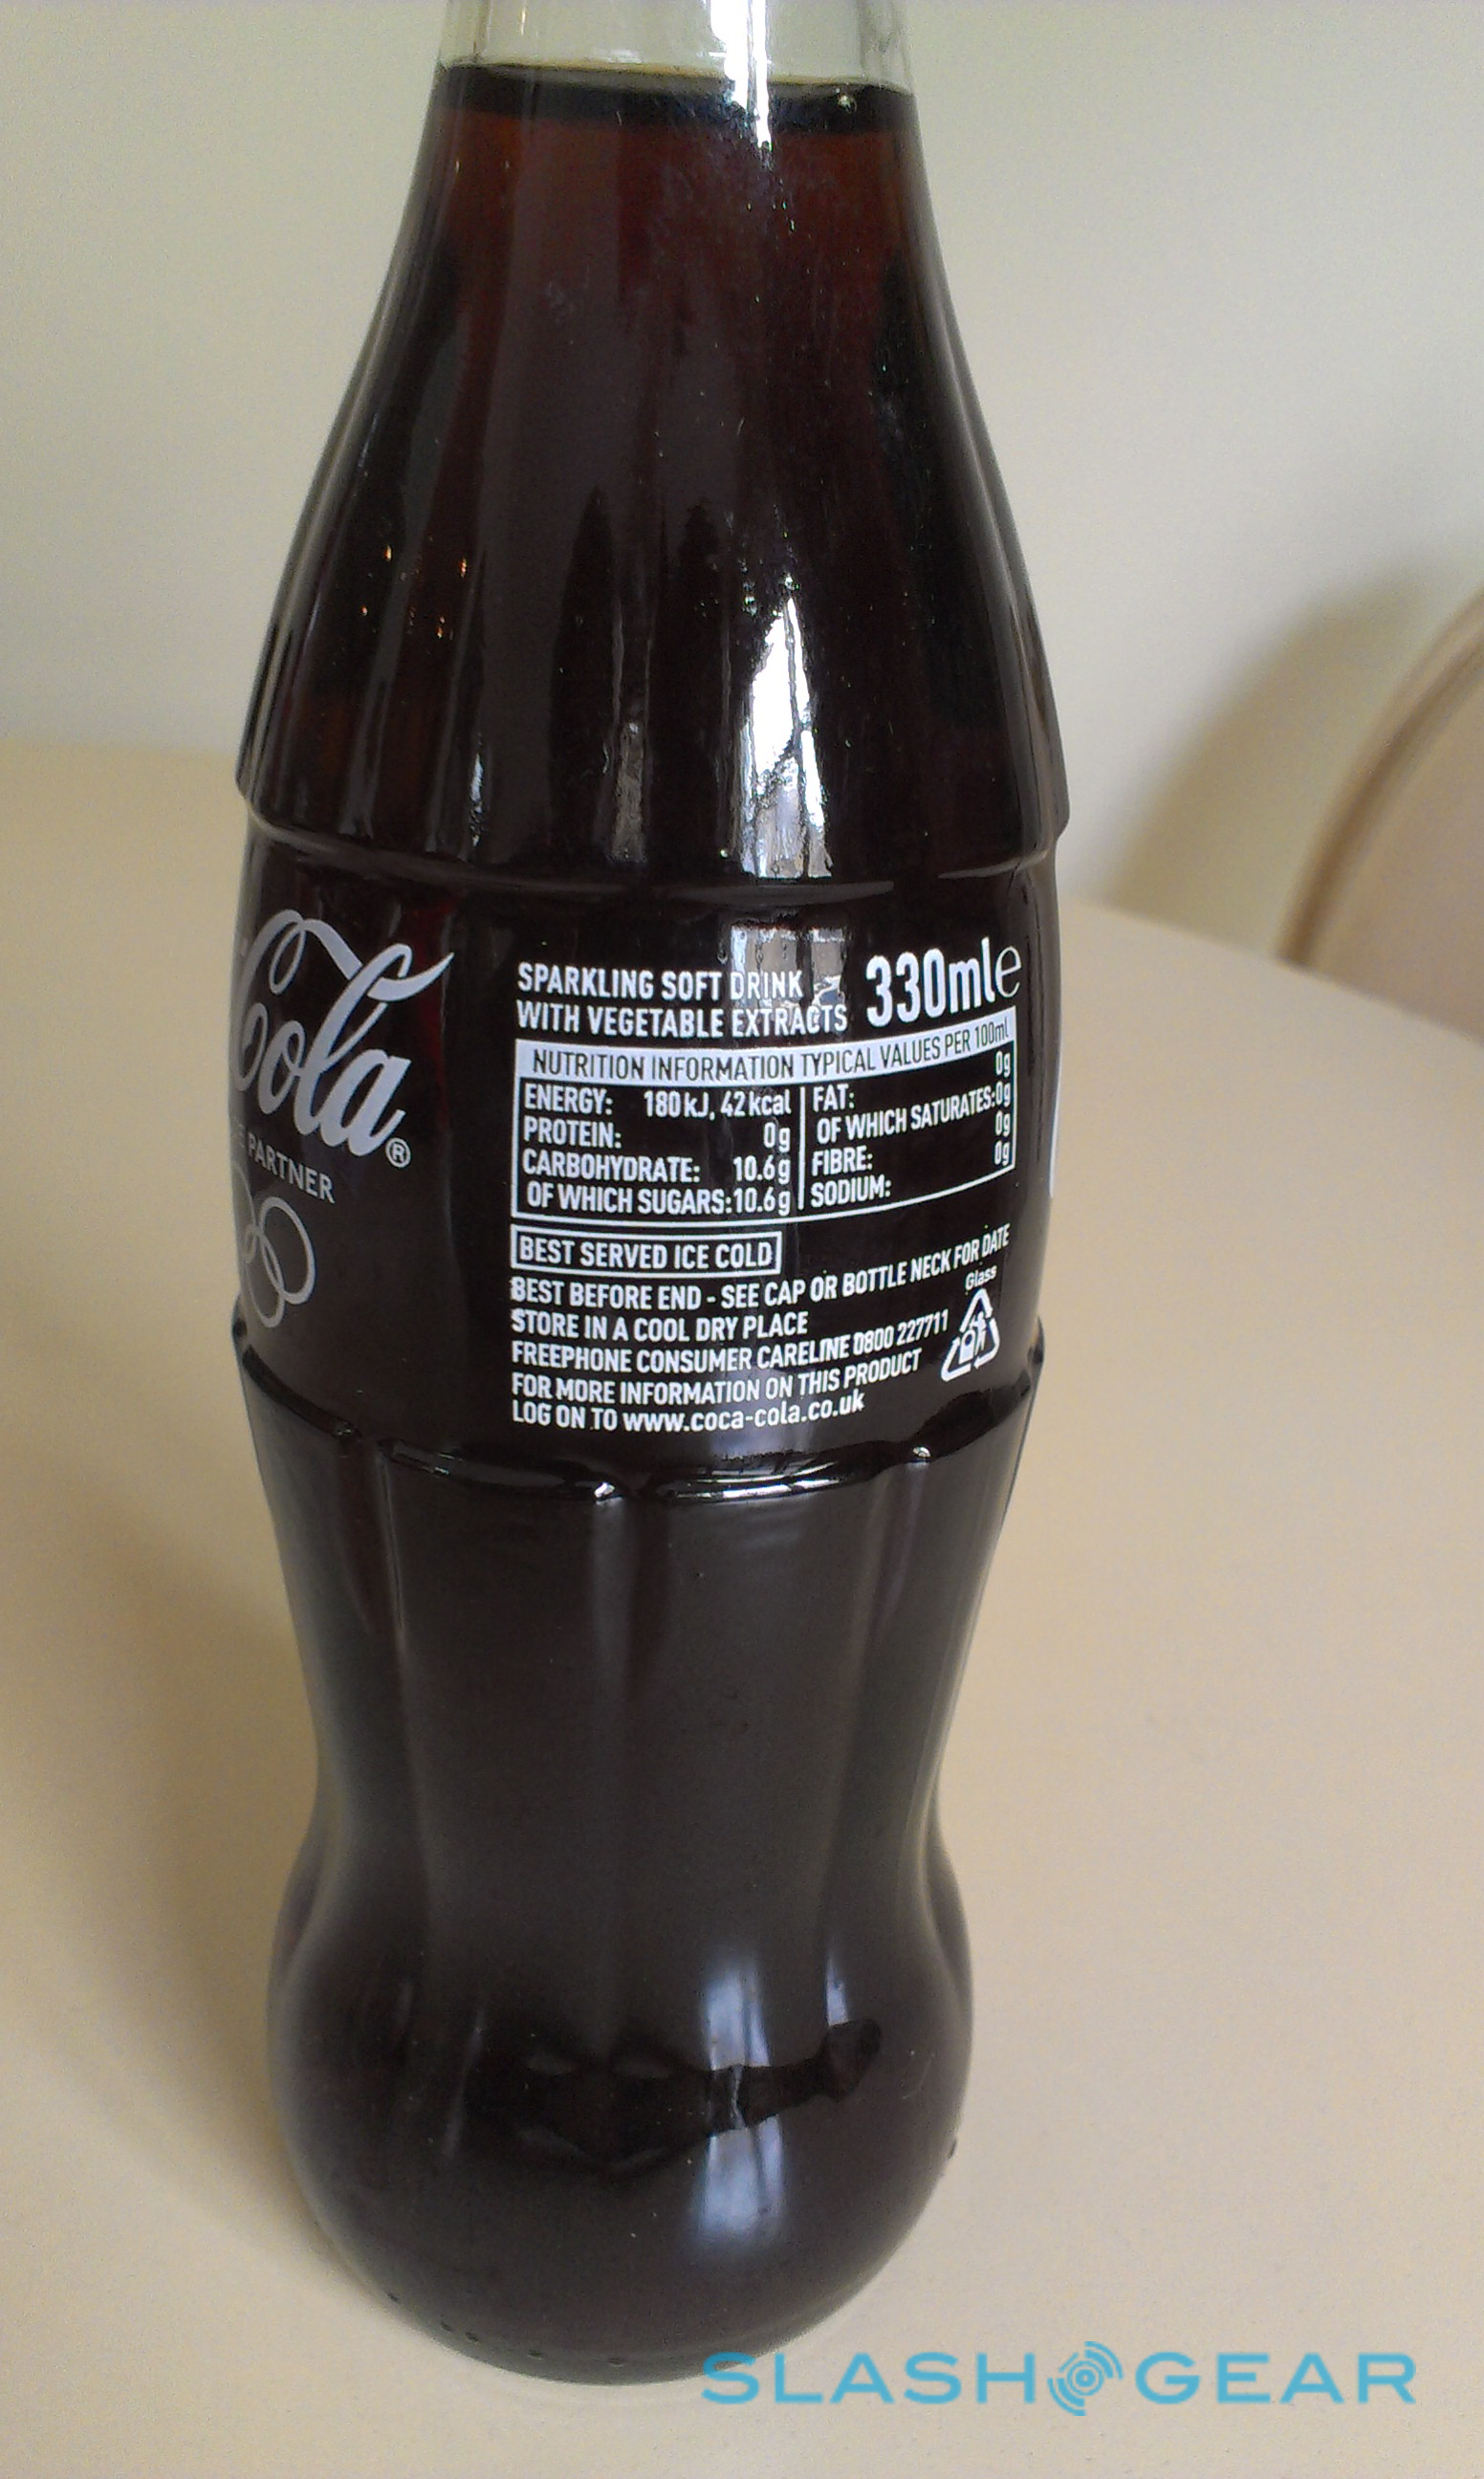 Cola®
PARTNER
SPARKLING SOFT DRINK
WITH VEGETABLE EXTRACTS
330mle
NUTRITION INFORMATION TYPICAL VALUES PER 100ml
ENERGY: 180kJ, 42kcal
PROTEIN: 0g
CARBOHYDRATE: 10.6g
OF WHICH SUGARS:10.6g
FAT: 0g
OF WHICH SATURATES:0g
FIBRE: 0g
SODIUM: 0g
BEST SERVED ICE COLD
BEST BEFORE END - SEE CAP OR BOTTLE NECK FOR DATE
STORE IN A COOL DRY PLACE
FREEPHONE CONSUMER CARELINE 0800 227711
FOR MORE INFORMATION ON THIS PRODUCT
LOG ON TO www.coca-cola.co.uk
Glass
SLASHGEAR